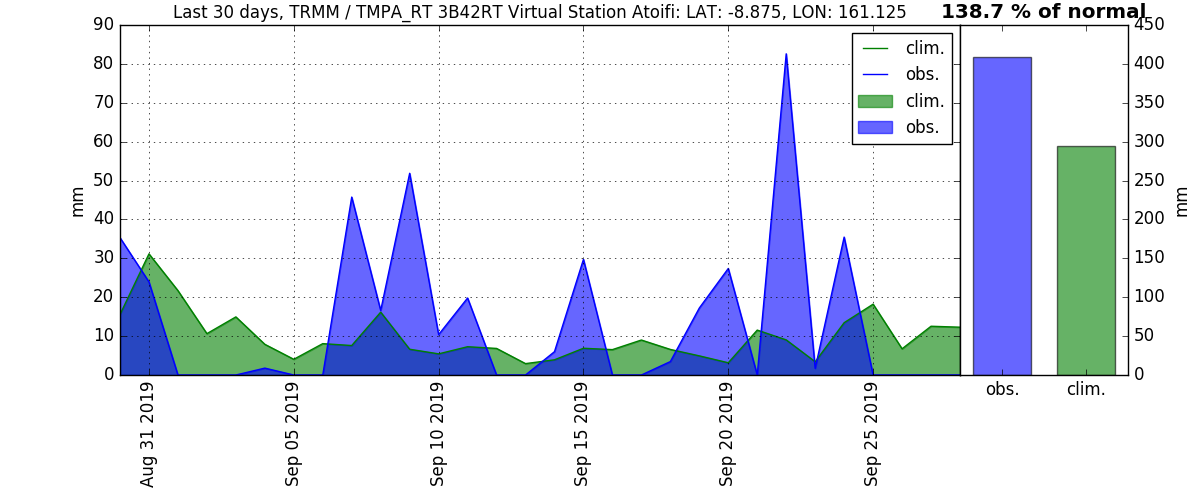 Last 30 days, TRMM / TMPA_RT 3B42RT Virtual Station Atoifi: LAT: -8.875, LON: 161.125
138.7 % of normal
90
80
70
60
50
40
30
20
10
0
mm
clim.
obs.
clim.
obs.
Aug 31 2019
Sep 05 2019
Sep 10 2019
Sep 15 2019
Sep 20 2019
Sep 25 2019
450
400
350
300
250
200
150
100
50
0
mm
obs.
clim.